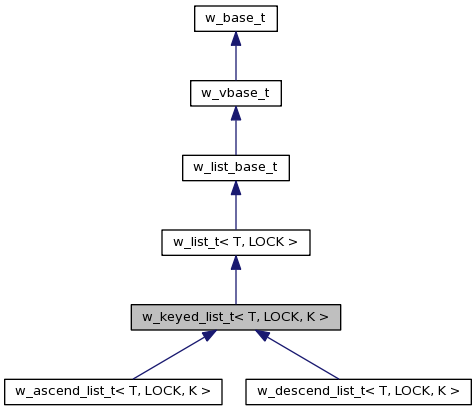 w_base_t
w_vbase_t
w_list_base_t
w_list_t< T, LOCK >
w_keyed_list_t< T, LOCK, K >
w_ascend_list_t< T, LOCK, K >
w_descend_list_t< T, LOCK, K >